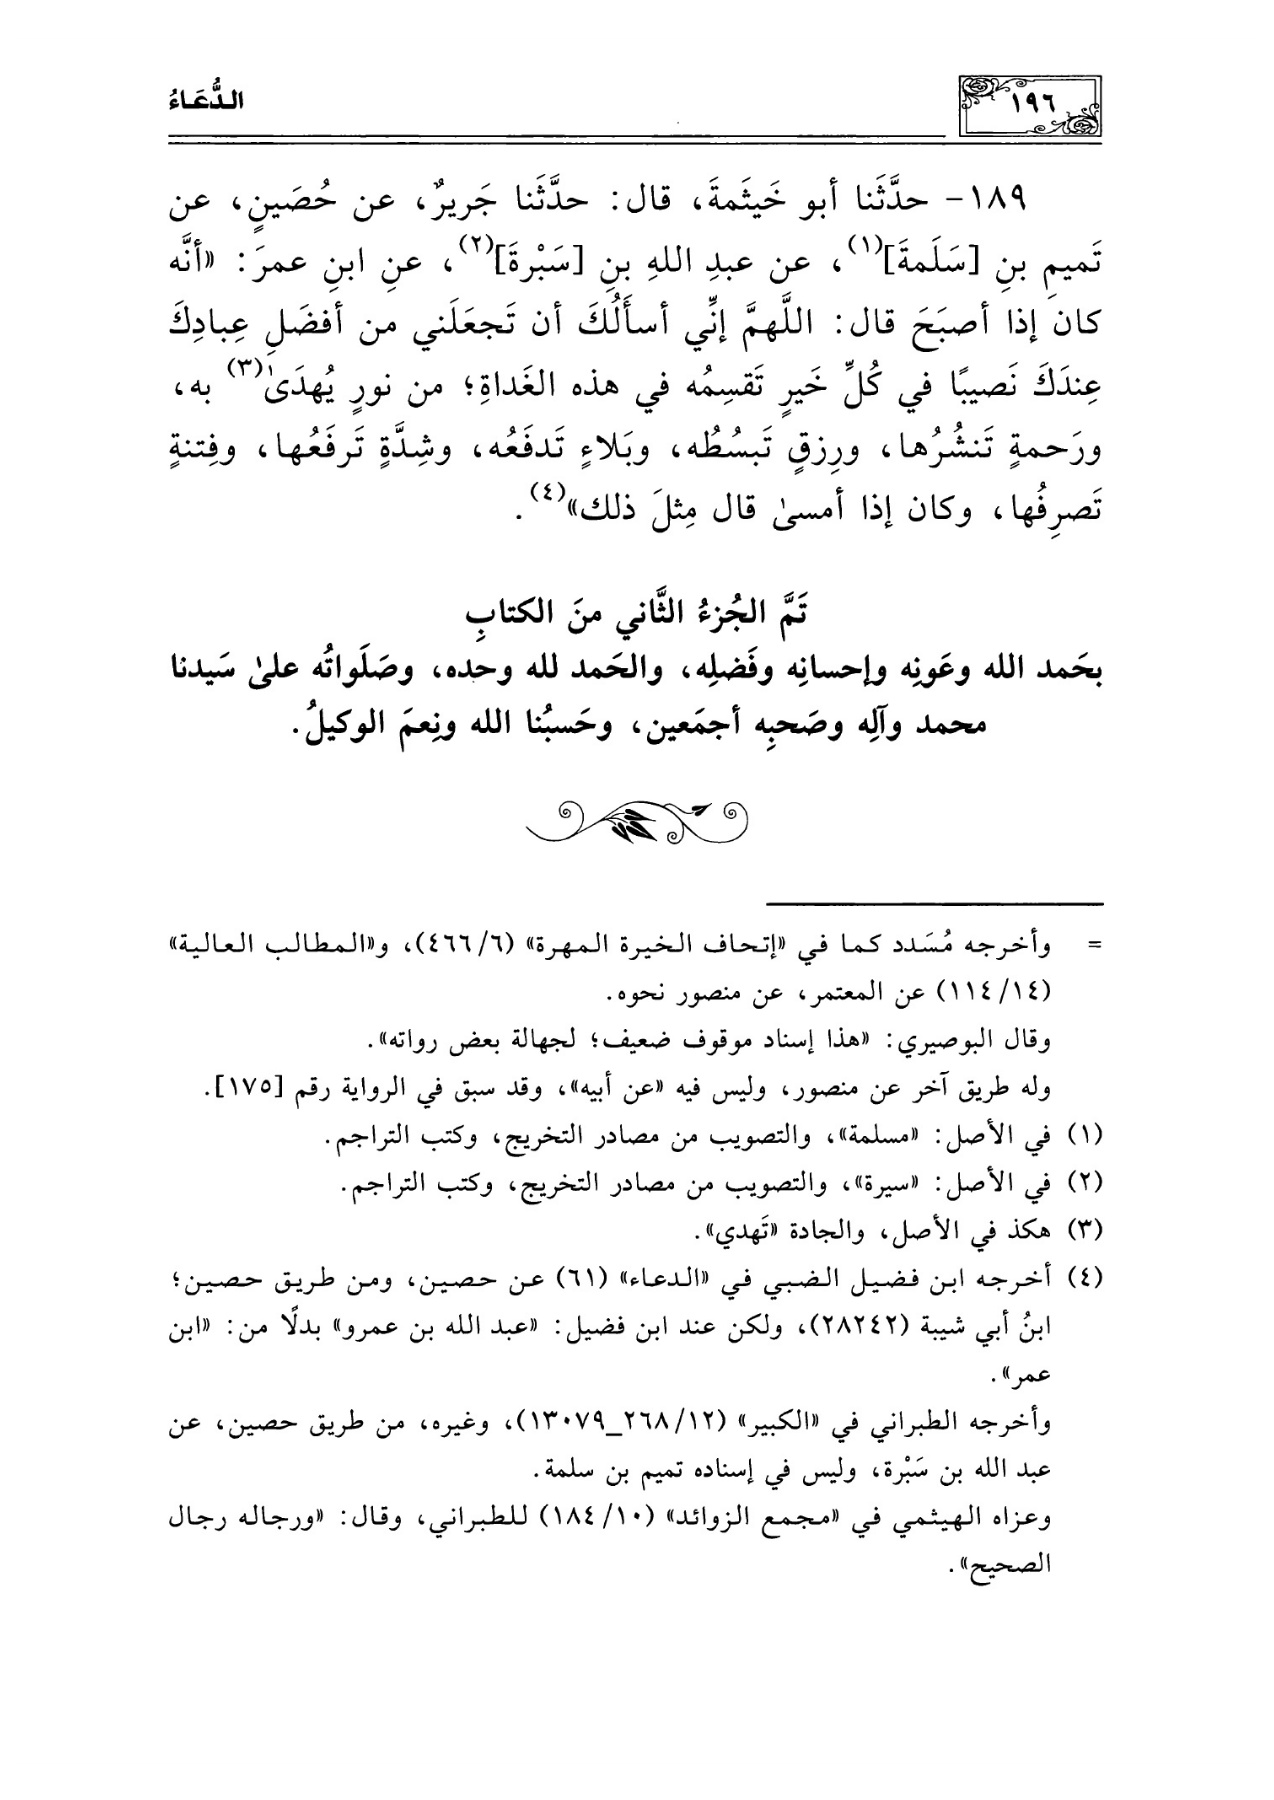 ١٩٦
الدُّعَاءُ
١٨٩- حدَّثَنا أبو خَيثَمةَ، قال: حدَّثَنا جَريرٌ، عن حُصَينٍ، عن
تَميمِ بنِ [سَلَمةَ](١)، عن عبدِ اللهِ بنِ [سَبْرةَ](٢)، عنِ ابنِ عمرَ: «أنَّه
كان إذا أصبَحَ قال: اللَّهمَّ إنِّي أسأَلُكَ أن تَجعَلَني من أفضَلِ عِبادِكَ
عِندَكَ نَصيبًا في كُلِّ خَيرٍ تَقسِمُه في هذه الغَداةِ؛ من نورٍ يُهدَىٰ(٣) به،
ورَحمةٍ تَنشُرُها، ورِزقٍ تَبسُطُه، وبَلاءٍ تَدفَعُه، وشِدَّةٍ تَرفَعُها، وفِتنةٍ
تَصرِفُها، وكان إذا أمسىٰ قال مِثلَ ذلك»(٤).
تَمَّ الجُزءُ الثَّاني منَ الكتابِ
بحَمد الله وعَونِه وإحسانِه وفَضلِه، والحَمد لله وحده، وصَلَواتُه علىٰ سَيدنا
محمد وآلِه وصَحبِه أجمَعين، وحَسبُنا الله ونِعمَ الوكيلُ.
= وأخرجه مُسَدد كما في «إتحاف الخيرة المهرة» (٤٦٦/٦)، و«المطالب العالية»
(١١٤/١٤) عن المعتمر، عن منصور نحوه.
وقال البوصيري: «هذا إسناد موقوف ضعيف؛ لجهالة بعض رواته».
وله طريق آخر عن منصور، وليس فيه «عن أبيه»، وقد سبق في الرواية رقم [١٧٥].
(١) في الأصل: «مسلمة»، والتصويب من مصادر التخريج، وكتب التراجم.
(٢) في الأصل: «سيرة»، والتصويب من مصادر التخريج، وكتب التراجم.
(٣) هكذ في الأصل، والجادة «تَهدي».
(٤) أخرجه ابن فضيل الضبي في «الدعاء» (٦١) عن حصين، ومن طريق حصين؛
ابنُ أبي شيبة (٢٨٢٤٢)، ولكن عند ابن فضيل: «عبد الله بن عمرو» بدلًا من: «ابن
عمر».
وأخرجه الطبراني في «الكبير» (٢٦٨/١٢_١٣٠٧٩)، وغيره، من طريق حصين، عن
عبد الله بن سَبْرة، وليس في إسناده تميم بن سلمة.
وعزاه الهيثمي في «مجمع الزوائد» (١٨٤/١٠) للطبراني، وقال: «ورجاله رجال
الصحيح».